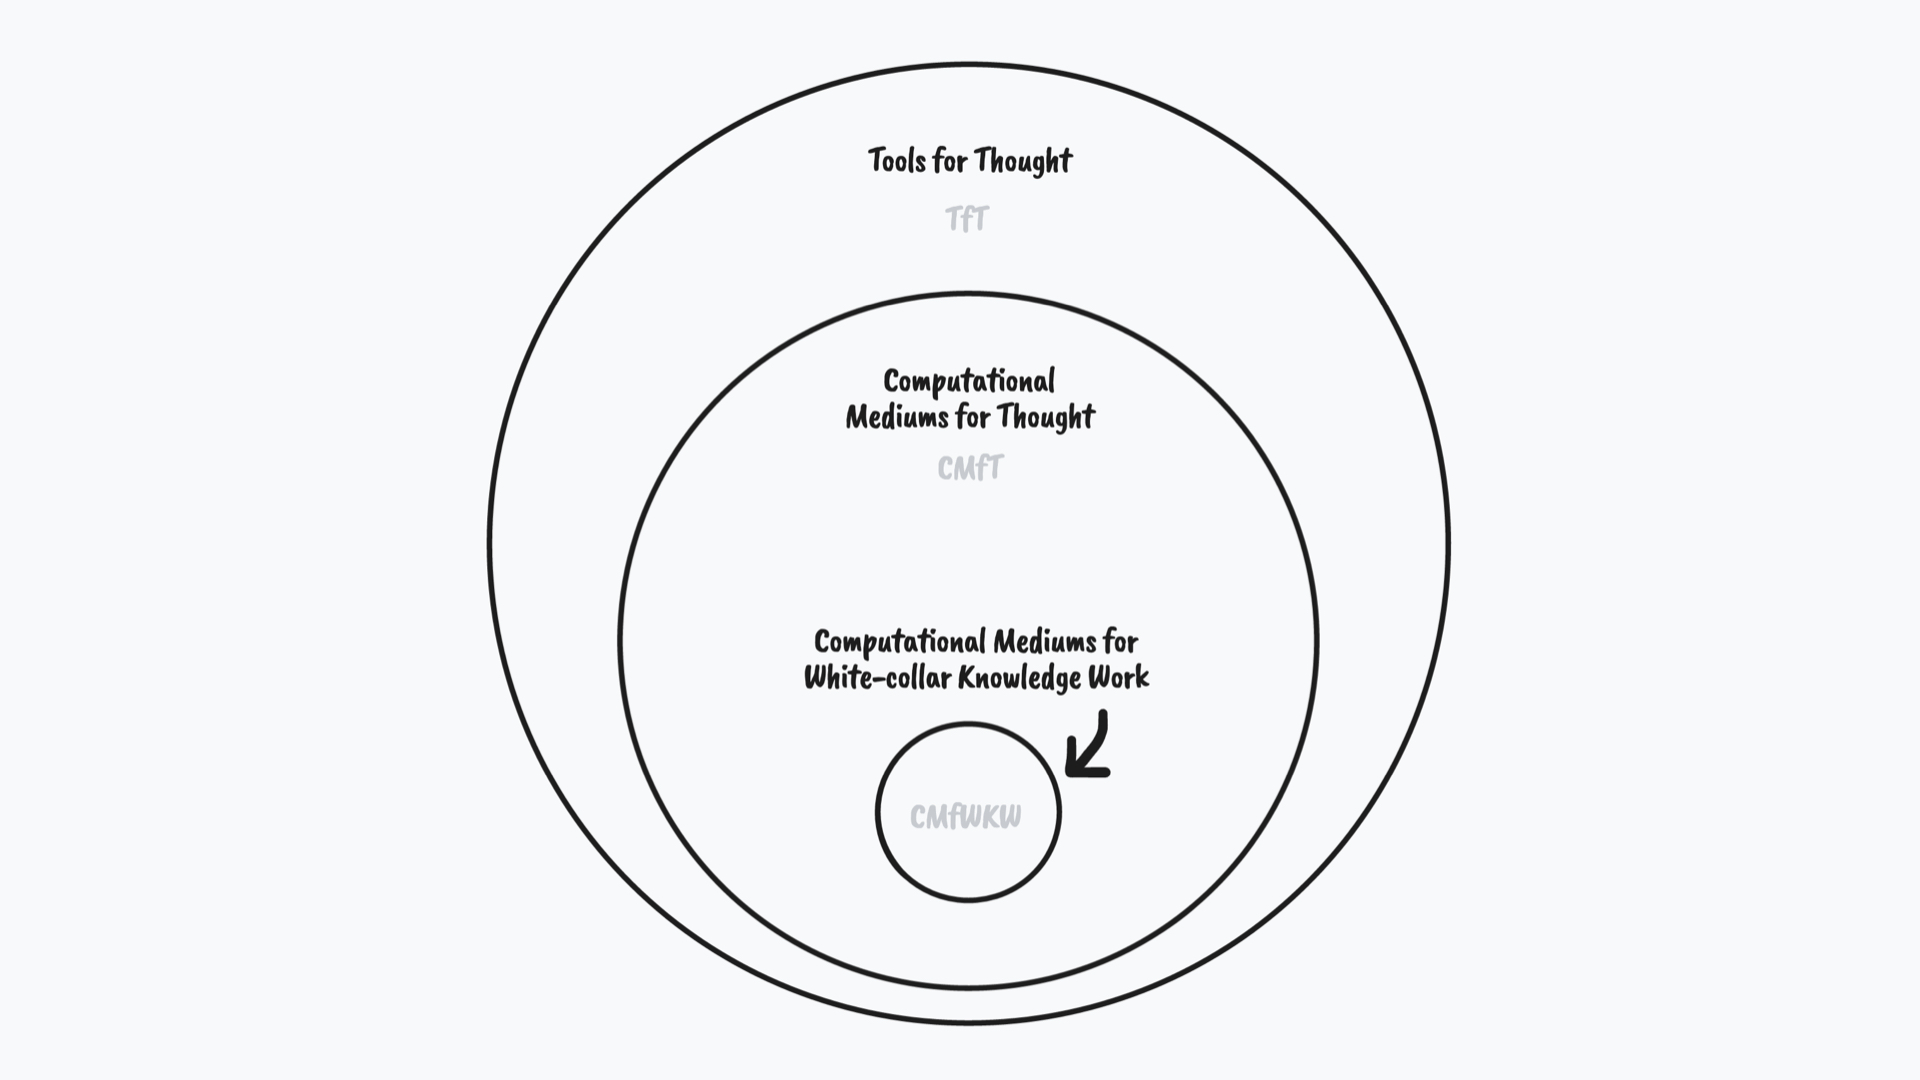 Tools for Thought
TfT
Computational
Mediums for Thought
CMfT
Computational Mediums for
White-collar Knowledge Work
CMfWKW